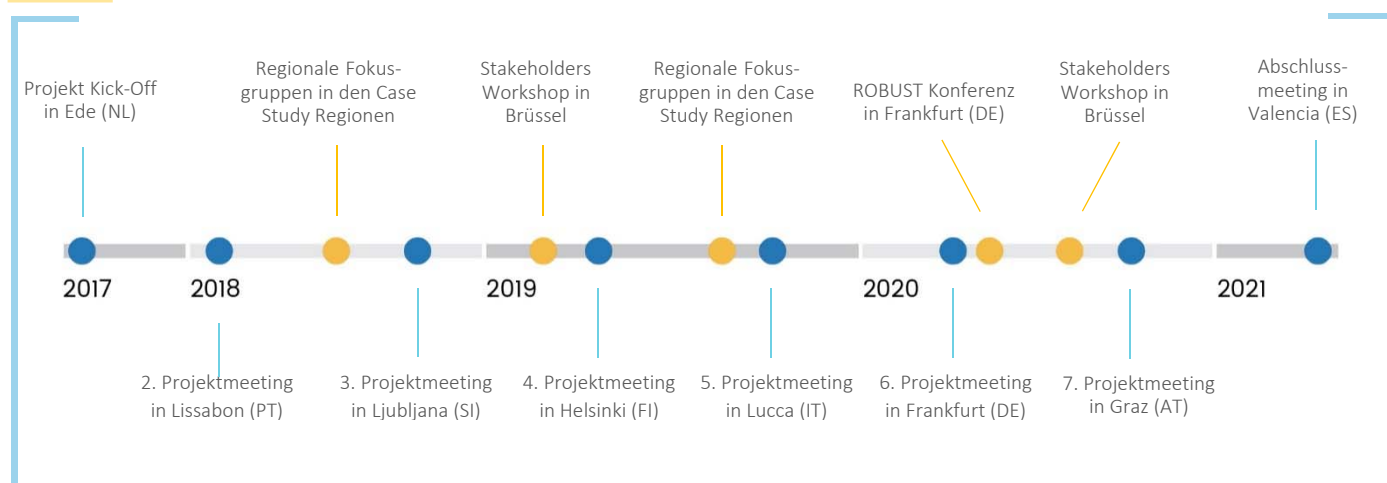 Projekt Kick-Off
in Ede (NL)
Regionale Fokus-
gruppen in den Case
Study Regionen
Stakeholders
Workshop in
Brüssel
Regionale Fokus-
gruppen in den Case
Study Regionen
ROBUST Konferenz
in Frankfurt (DE)
Stakeholders
Workshop in
Brüssel
Abschluss-
meeting in
Valencia (ES)
2017
2018
2019
2020
2021
2. Projektmeeting
in Lissabon (PT)
3. Projektmeeting
in Ljubljana (SI)
4. Projektmeeting
in Helsinki (FI)
5. Projektmeeting
in Lucca (IT)
6. Projektmeeting
in Frankfurt (DE)
7. Projektmeeting
in Graz (AT)